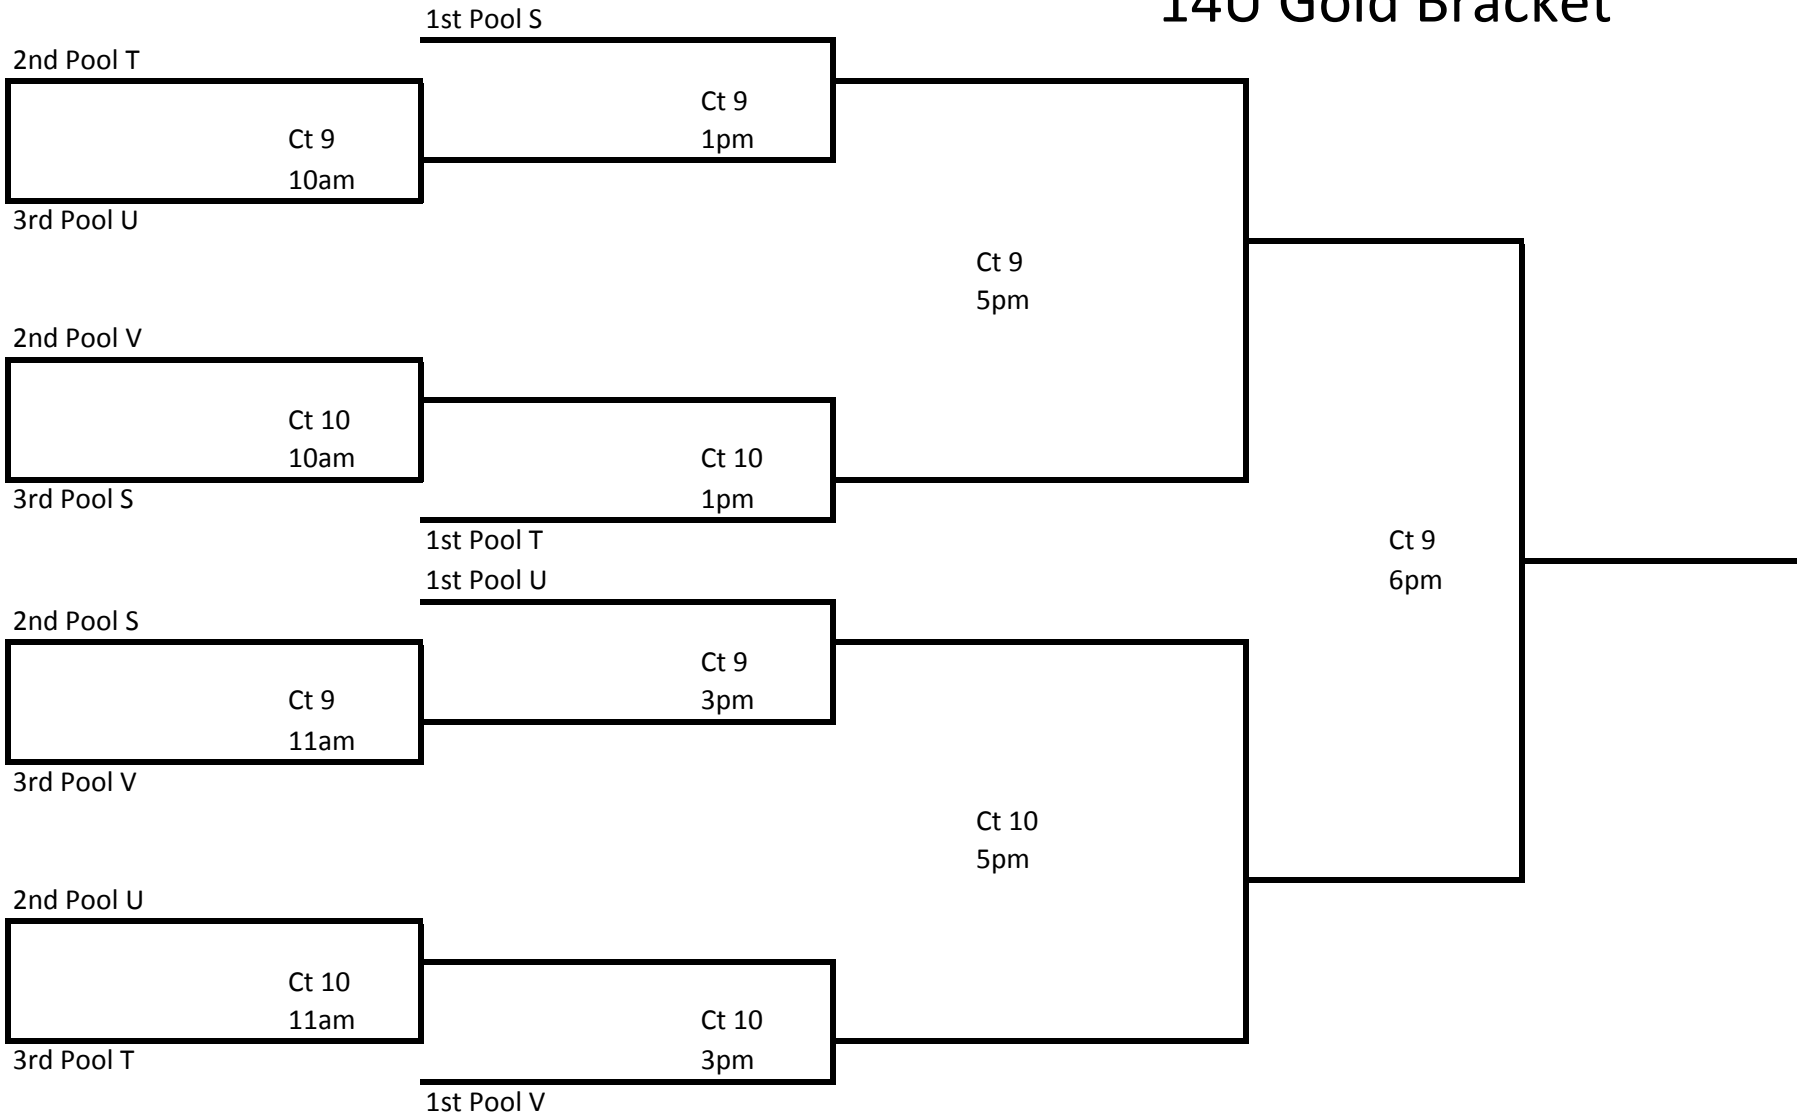 14U Gold Bracket
1st Pool S
2nd Pool T
Ct 9
1pm
Ct 9
10am
3rd Pool U
Ct 9
5pm
2nd Pool V
Ct 10
10am
Ct 10
1pm
3rd Pool S
1st Pool T
Ct 9
6pm
1st Pool U
2nd Pool S
Ct 9
3pm
Ct 9
11am
3rd Pool V
Ct 10
5pm
2nd Pool U
Ct 10
11am
Ct 10
3pm
3rd Pool T
1st Pool V